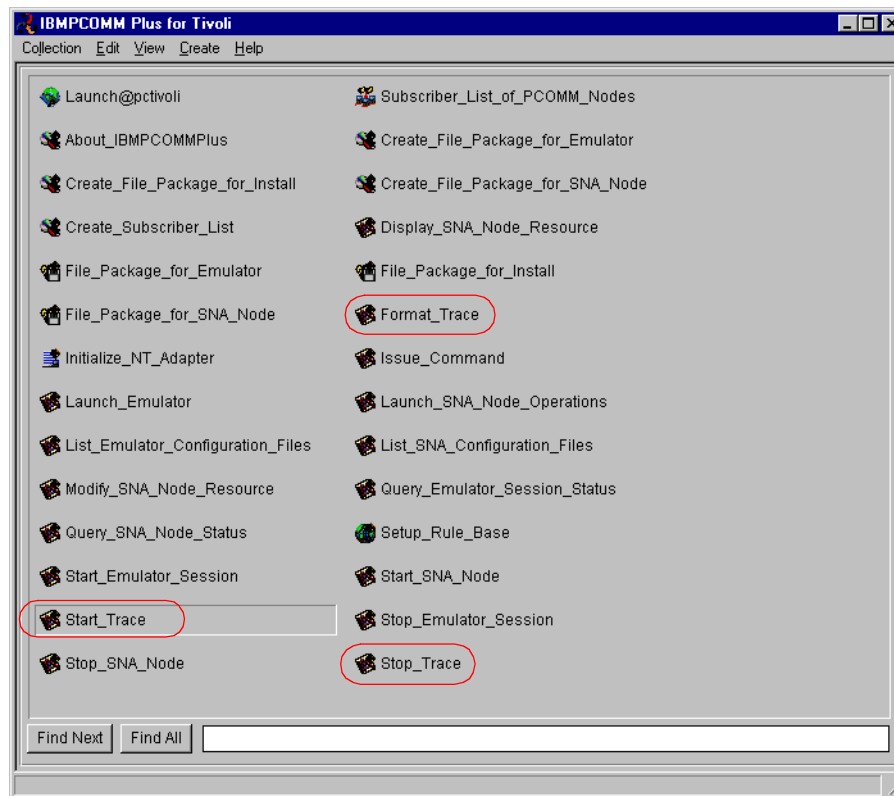 IBMPCOMM Plus for Tivoli
Collection Edit View Create Help
Launch@pctivoli Subscriber_List_of_PCOMM_Nodes
About_IBMPCOMMPlus Create_File_Package_for_Emulator
Create_File_Package_for_Install Create_File_Package_for_SNA_Node
Create_Subscriber_List Display_SNA_Node_Resource
File_Package_for_Emulator File_Package_for_Install
File_Package_for_SNA_Node Format_Trace
Initialize_NT_Adapter Issue_Command
Launch_Emulator Launch_SNA_Node_Operations
List_Emulator_Configuration_Files List_SNA_Configuration_Files
Modify_SNA_Node_Resource Query_Emulator_Session_Status
Query_SNA_Node_Status Setup_Rule_Base
Start_Emulator_Session Start_SNA_Node
Start_Trace Stop_Emulator_Session
Stop_SNA_Node Stop_Trace
Find Next Find All